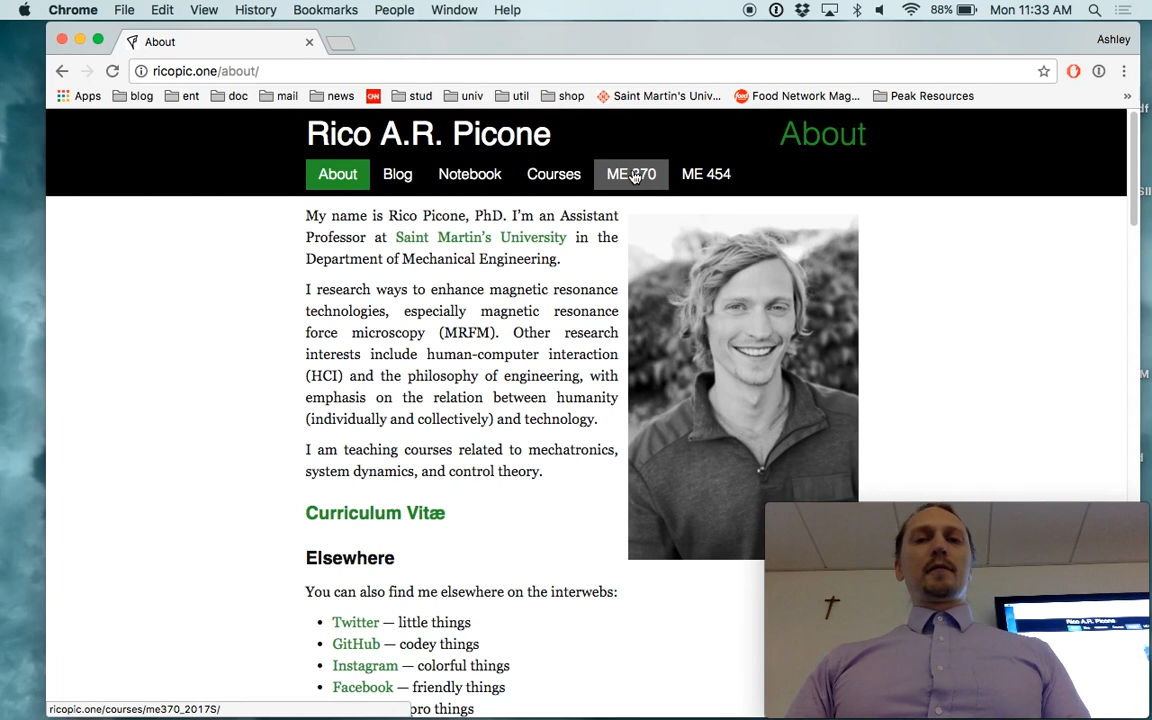 Chrome File Edit View History Bookmarks People Window Help 88% Mon 11:33 AM
About Ashley
ricopic.one/about/
Apps blog ent doc mail news CNN stud univ util shop Saint Martin's Univ... food Food Network Mag... Peak Resources »
Rico A.R. Picone About
About Blog Notebook Courses ME 370 ME 454
My name is Rico Picone, PhD. I'm an Assistant
Professor at Saint Martin's University in the
Department of Mechanical Engineering.
I research ways to enhance magnetic resonance
technologies, especially magnetic resonance
force microscopy (MRFM). Other research
interests include human-computer interaction
(HCI) and the philosophy of engineering, with
emphasis on the relation between humanity
(individually and collectively) and technology.
I am teaching courses related to mechatronics,
system dynamics, and control theory.
Curriculum Vitæ
Elsewhere
You can also find me elsewhere on the interwebs:
• Twitter — little things
• GitHub — codey things
• Instagram — colorful things
• Facebook — friendly things
pro things
ricopic.one/courses/me370_2017S/
Rico A.R. Picone